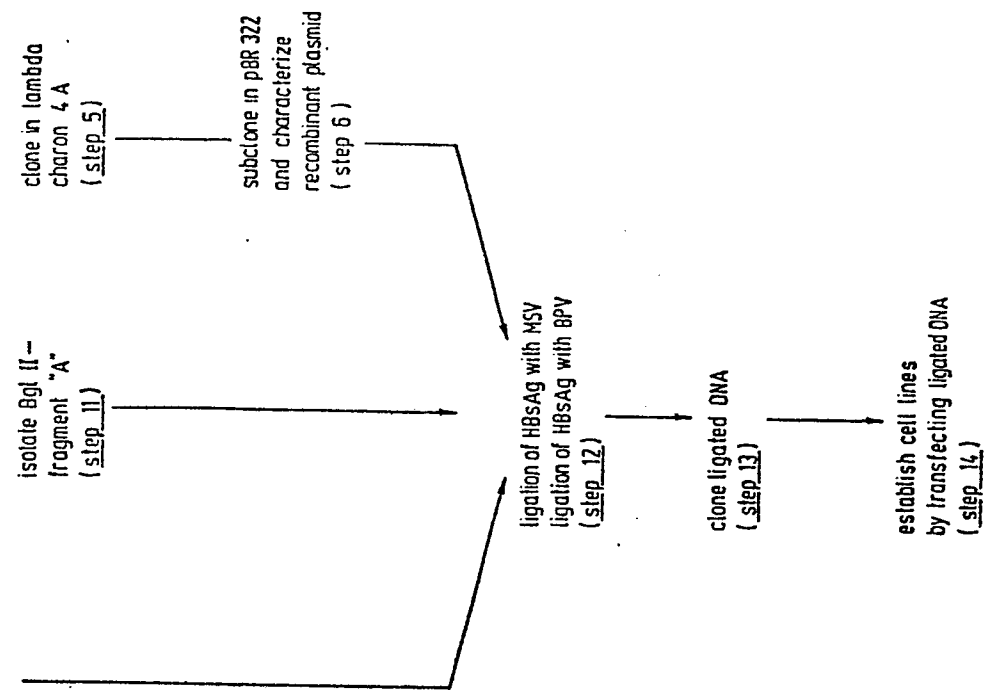 clone in lambda
charon 4 A
( step 5 )
subclone in pBR 322
and characterize
recombinant plasmid
( step 6 )
isolate Bgl II –
fragment "A"
( step 11 )
ligation of HBsAg with MSV
ligation of HBsAg with BPV
( step 12 )
clone ligated DNA
( step 13 )
establish cell lines
by transfecting ligated DNA
( step 14 )